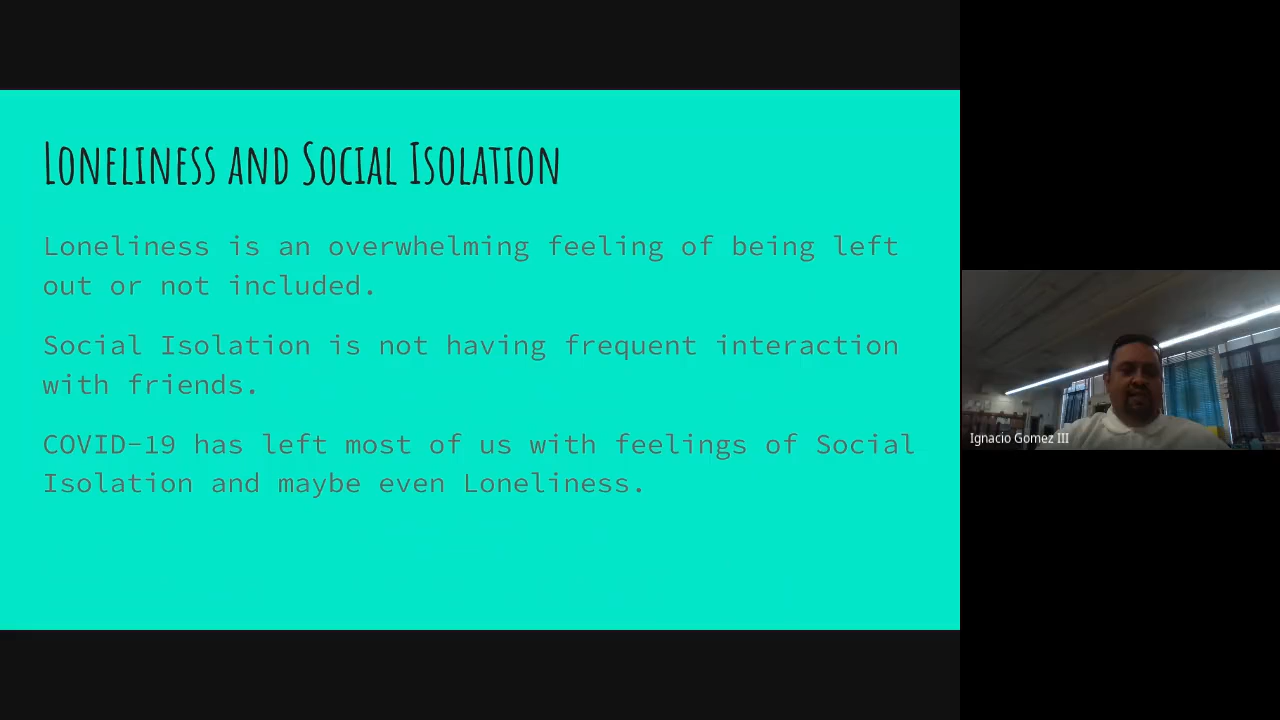 Loneliness and Social Isolation
Loneliness is an overwhelming feeling of being left
out or not included.
Social Isolation is not having frequent interaction
with friends.
COVID-19 has left most of us with feelings of Social
Isolation and maybe even Loneliness.
Ignacio Gomez III